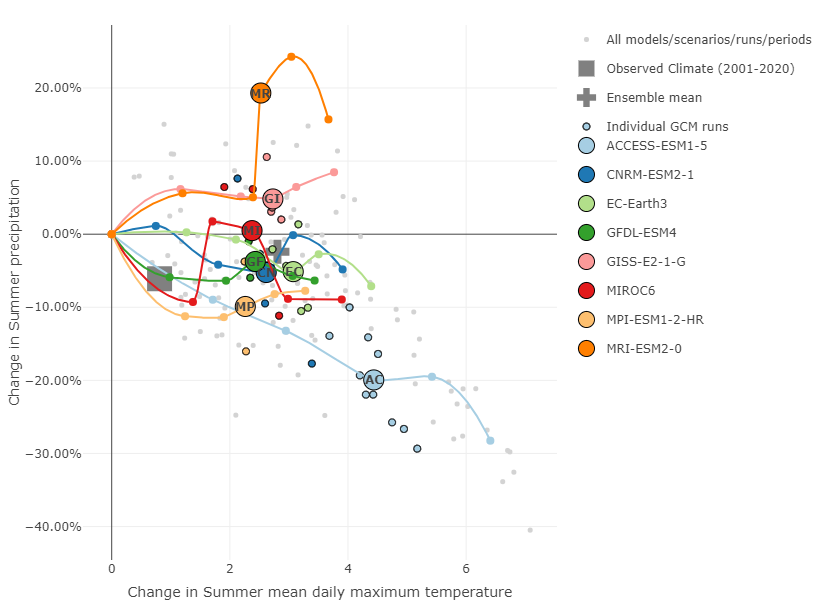 Change in Summer precipitation
20.00%
10.00%
0.00%
−10.00%
−20.00%
−30.00%
−40.00%
MR
GI
MI
GF
CN
EC
MP
AC
0
2
4
6
Change in Summer mean daily maximum temperature
All models/scenarios/runs/periods
Observed Climate (2001-2020)
Ensemble mean
Individual GCM runs
ACCESS-ESM1-5
CNRM-ESM2-1
EC-Earth3
GFDL-ESM4
GISS-E2-1-G
MIROC6
MPI-ESM1-2-HR
MRI-ESM2-0